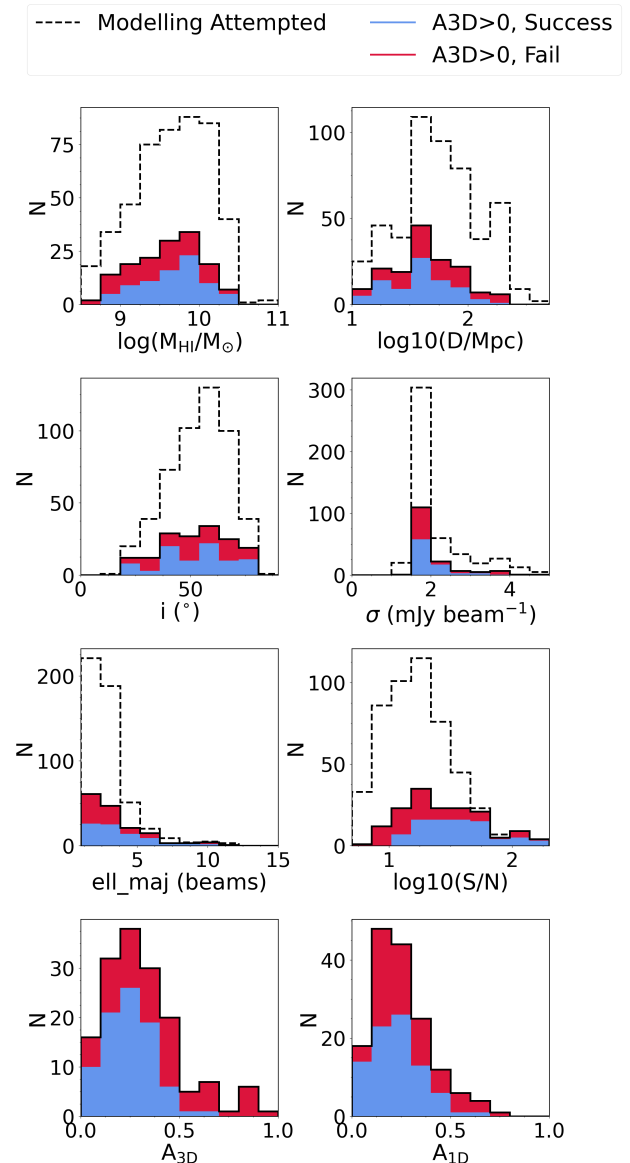 Modelling Attempted
A3D>0, Success
A3D>0, Fail
N
75
50
25
0
9
10
11
log(M_HI/M_⊙)
N
100
50
0
1
2
log10(D/Mpc)
N
100
50
0
50
i (°)
N
300
200
100
0
0
2
4
σ (mJy beam⁻¹)
N
200
100
0
5
10
15
ell_maj (beams)
N
100
50
0
1
2
log10(S/N)
N
30
20
10
0
0.0
0.5
1.0
A_3D
N
40
20
0
0.0
0.5
1.0
A_1D